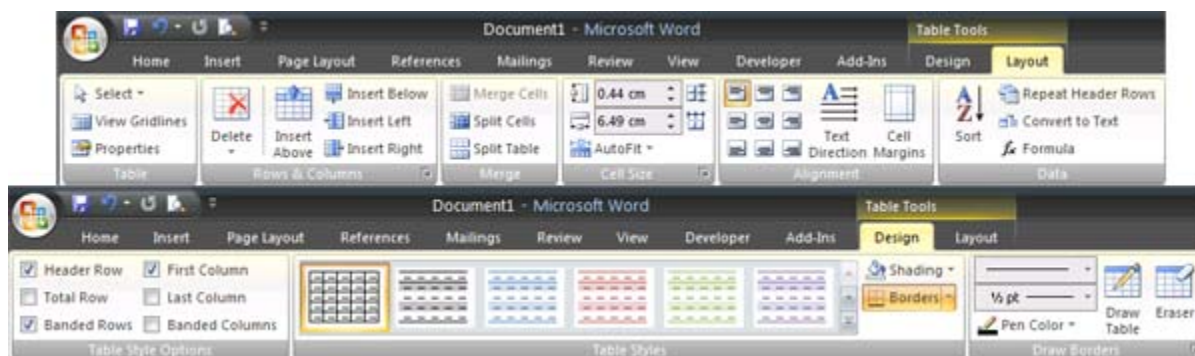 Document1 - Microsoft Word Table Tools
Home Insert Page Layout References Mailings Review View Developer Add-Ins Design Layout
Select Insert Below Merge Cells 0.44 cm Repeat Header Rows
View Gridlines Delete Insert Above Insert Left Split Cells 6.49 cm Text Direction Cell Margins Sort Convert to Text
Properties Insert Right Split Table AutoFit Formula
Table Rows & Columns Merge Cell Size Alignment Data
Document1 - Microsoft Word Table Tools
Home Insert Page Layout References Mailings Review View Developer Add-Ins Design Layout
Header Row First Column Shading
Total Row Last Column Borders ½ pt Draw Table Eraser
Banded Rows Banded Columns Pen Color
Table Style Options Table Styles Draw Borders